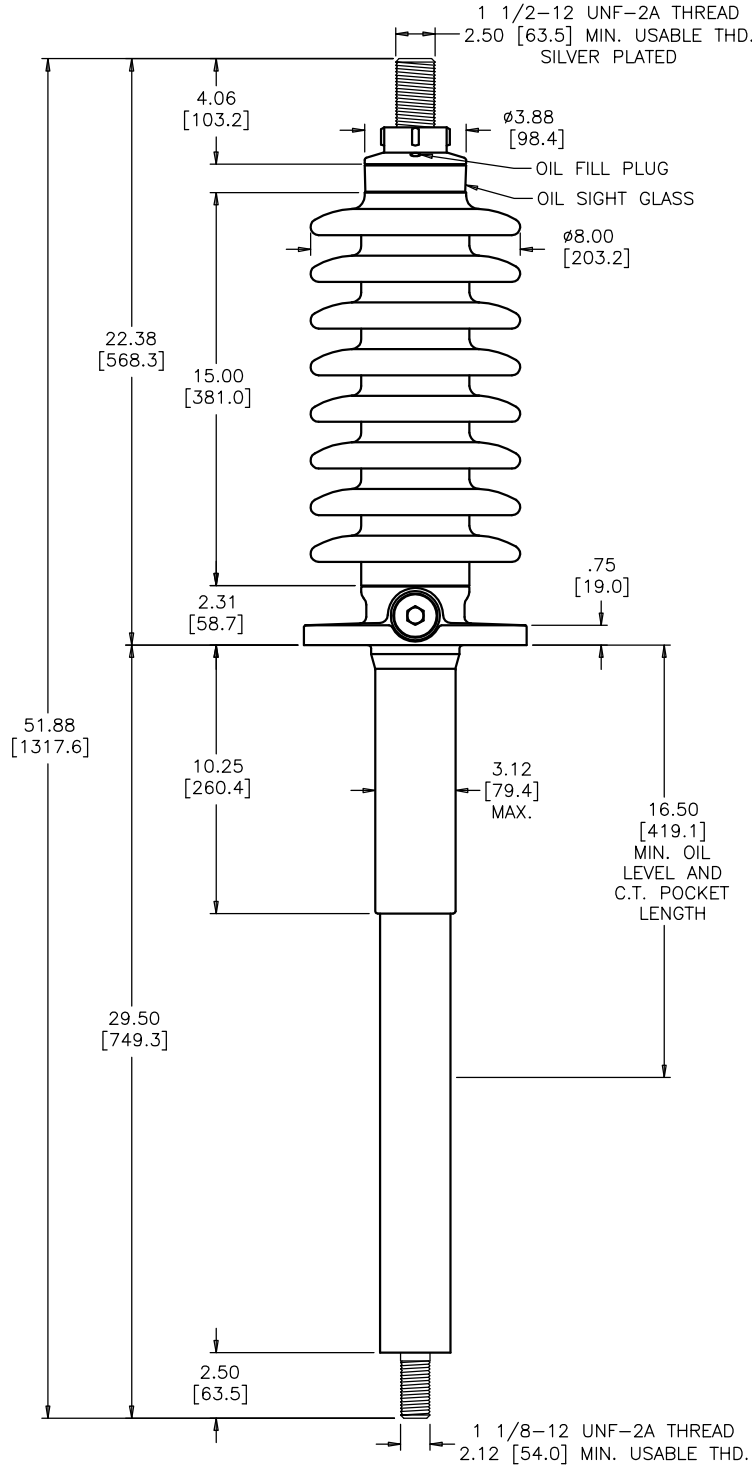 1 1/2-12 UNF-2A THREAD
2.50 [63.5] MIN. USABLE THD.
SILVER PLATED
4.06
[103.2]
ø3.88
[98.4]
OIL FILL PLUG
OIL SIGHT GLASS
ø8.00
[203.2]
22.38
[568.3]
15.00
[381.0]
.75
[19.0]
2.31
[58.7]
51.88
[1317.6]
10.25
[260.4]
3.12
[79.4]
MAX.
16.50
[419.1]
MIN. OIL
LEVEL AND
C.T. POCKET
LENGTH
29.50
[749.3]
2.50
[63.5]
1 1/8-12 UNF-2A THREAD
2.12 [54.0] MIN. USABLE THD.